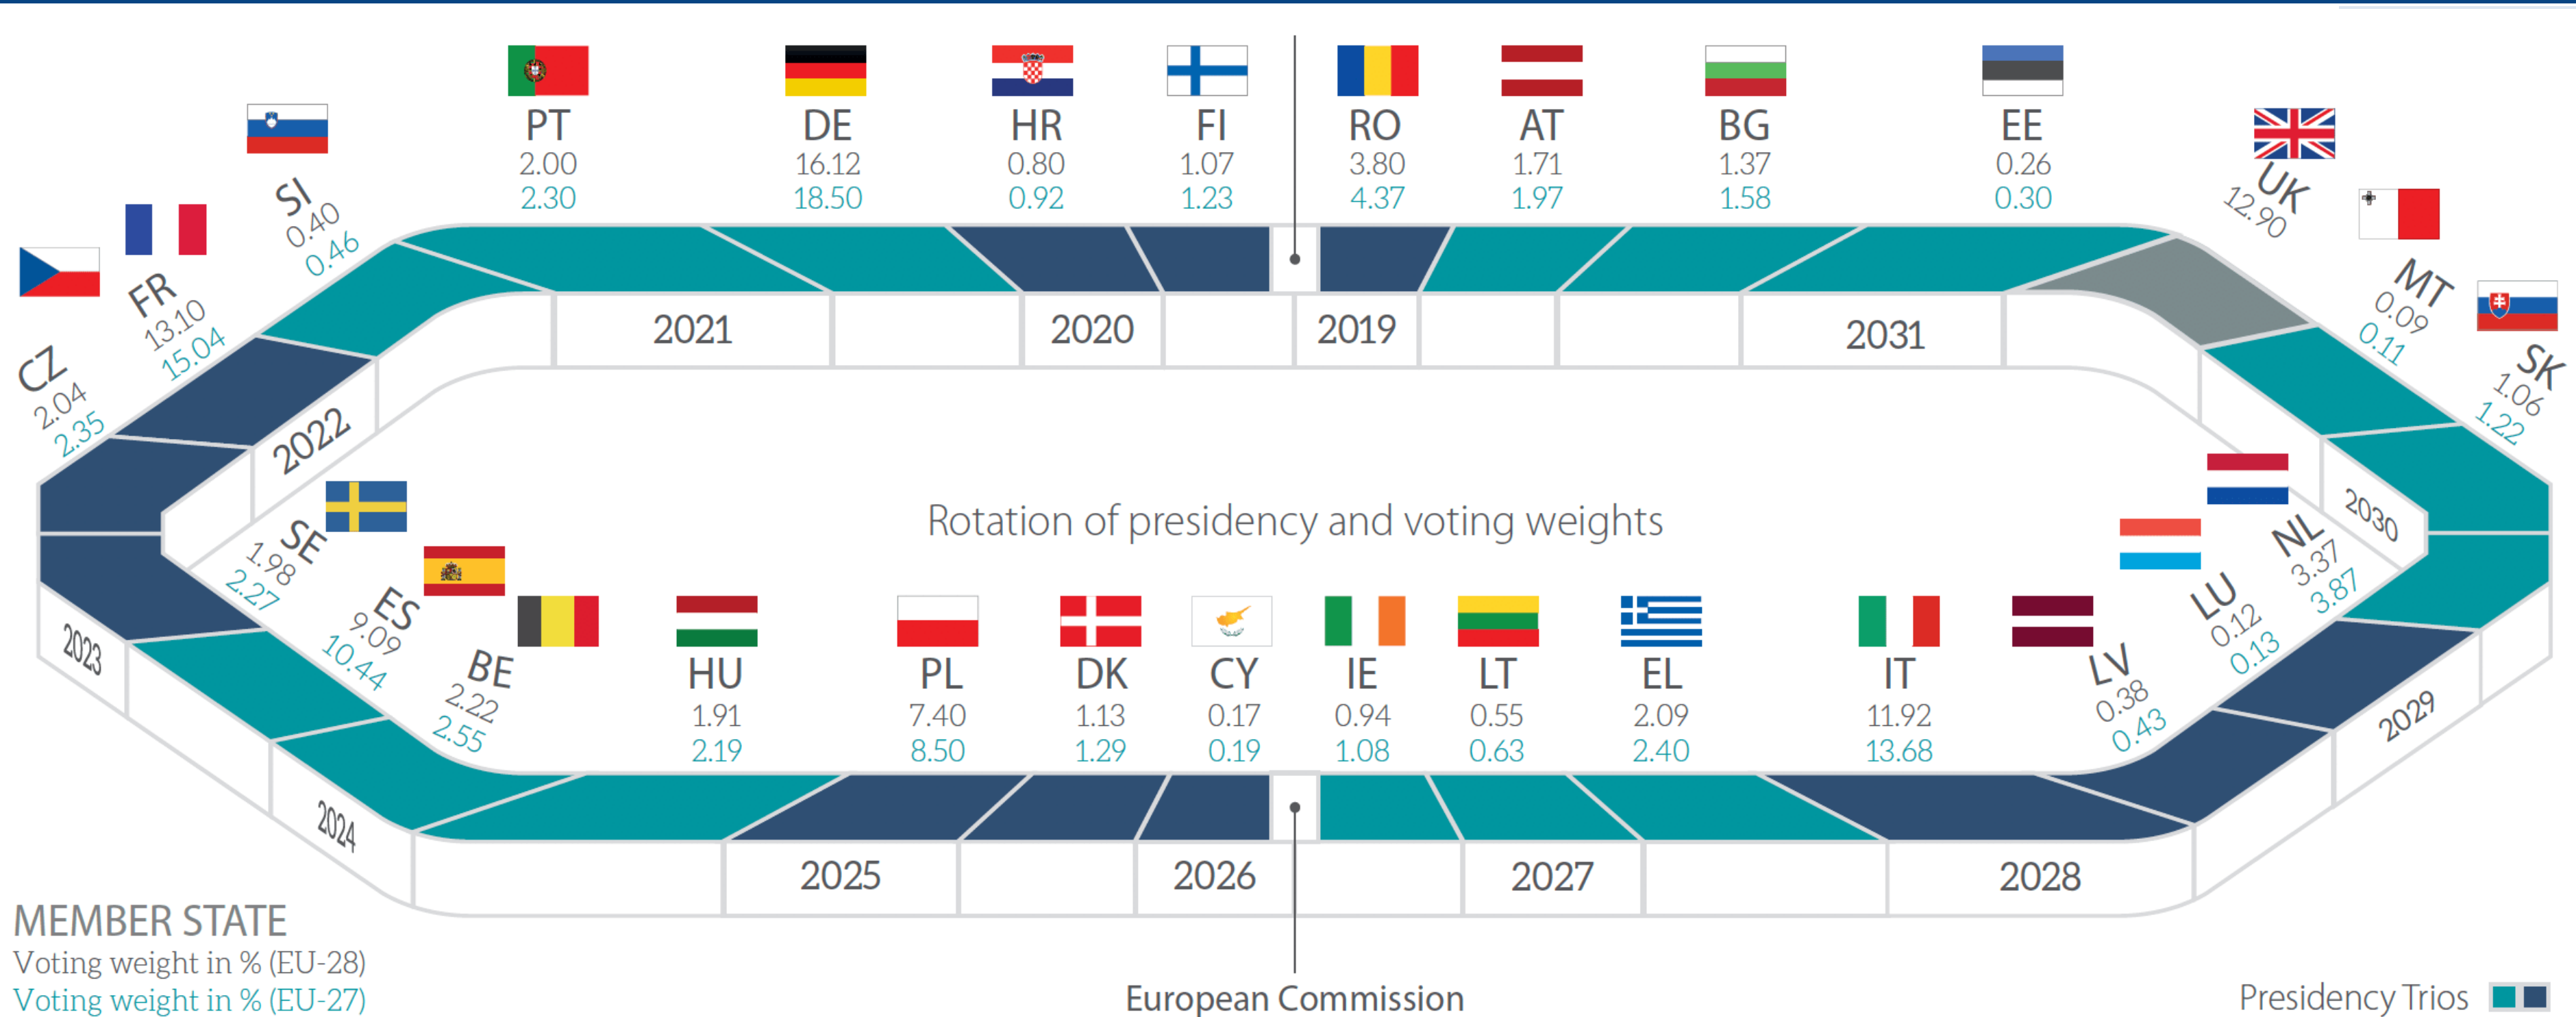 PT
2.00
2.30
DE
16.12
18.50
HR
0.80
0.92
FI
1.07
1.23
RO
3.80
4.37
AT
1.71
1.97
BG
1.37
1.58
EE
0.26
0.30
UK
12.90
MT
0.09
0.11
SK
1.06
1.22
SI
0.40
0.46
FR
13.10
15.04
CZ
2.04
2.35
2021
2020
2019
2031
2022
2030
Rotation of presidency and voting weights
SE
1.98
2.27
ES
9.09
10.44
BE
2.22
2.55
HU
1.91
2.19
PL
7.40
8.50
DK
1.13
1.29
CY
0.17
0.19
IE
0.94
1.08
LT
0.55
0.63
EL
2.09
2.40
IT
11.92
13.68
LV
0.38
0.43
LU
0.12
0.13
NL
3.37
3.87
2023
2024
2025
2026
2027
2028
2029
MEMBER STATE
Voting weight in % (EU-28)
Voting weight in % (EU-27)
European Commission
Presidency Trios